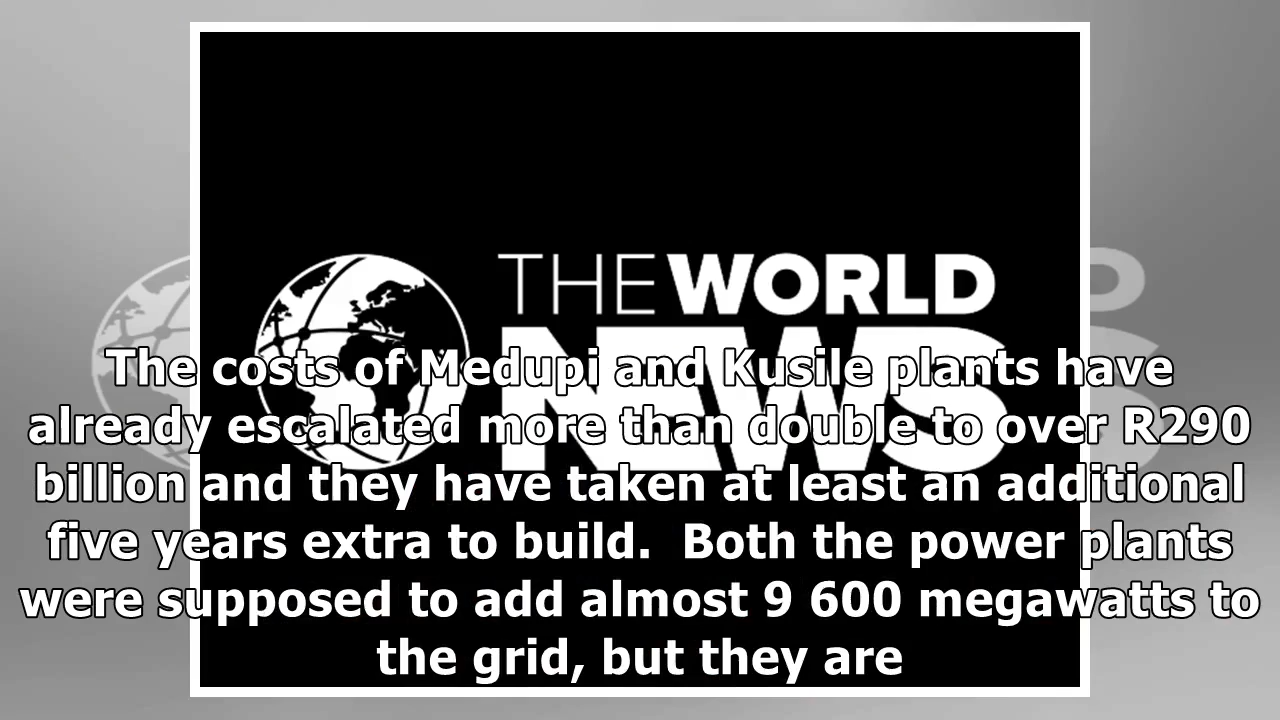 THE WORLD
NEWS
The costs of Medupi and Kusile plants have
already escalated more than double to over R290
billion and they have taken at least an additional
five years extra to build.  Both the power plants
were supposed to add almost 9 600 megawatts to
the grid, but they are